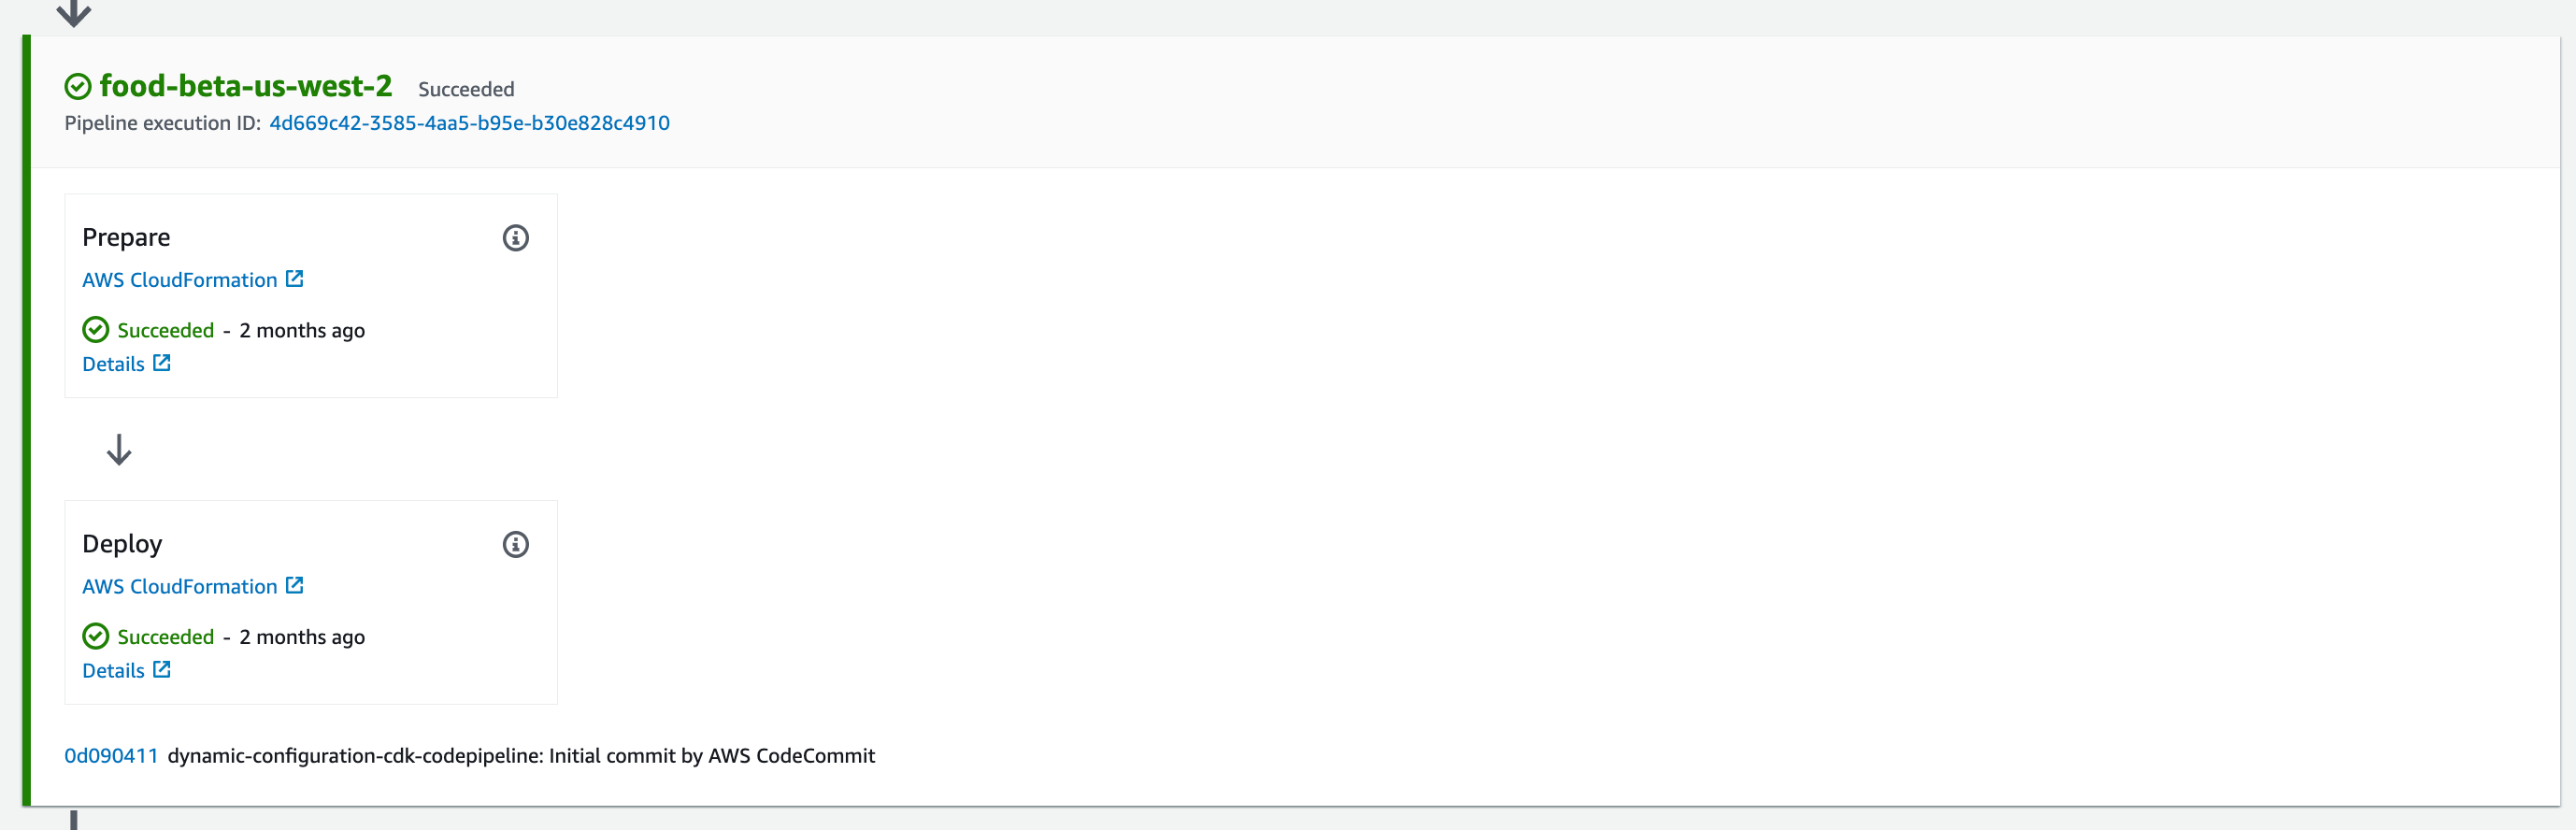 food-beta-us-west-2 Succeeded
Pipeline execution ID: 4d669c42-3585-4aa5-b95e-b30e828c4910
Prepare
AWS CloudFormation
Succeeded - 2 months ago
Details
Deploy
AWS CloudFormation
Succeeded - 2 months ago
Details
0d090411 dynamic-configuration-cdk-codepipeline: Initial commit by AWS CodeCommit